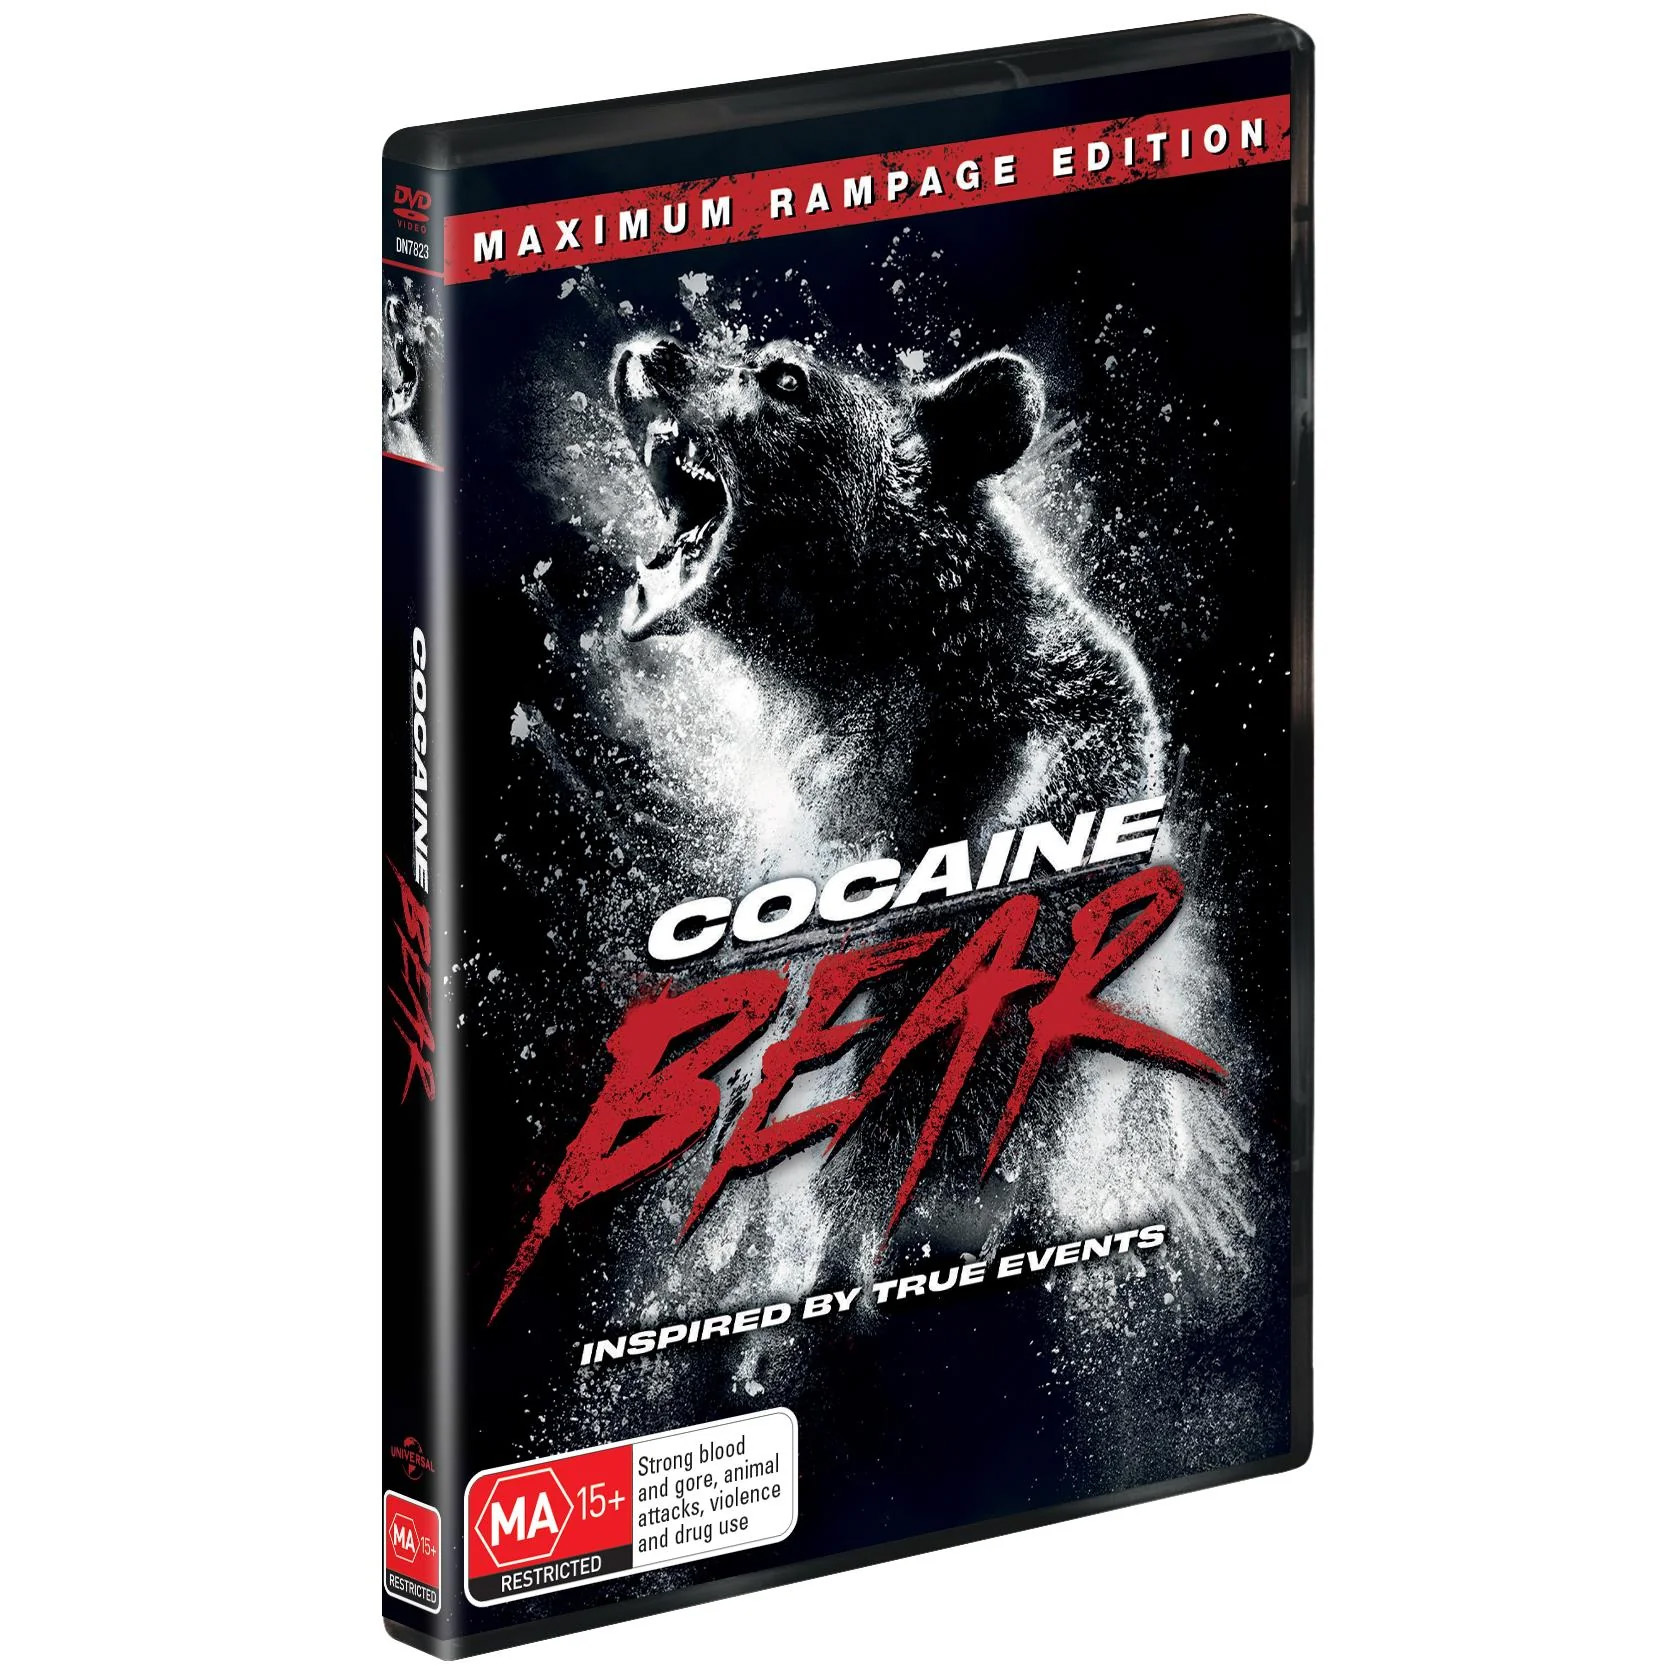 MAXIMUM RAMPAGE EDITION
COCAINE
BEAR
INSPIRED BY TRUE EVENTS
MA 15+
RESTRICTED
Strong blood
and gore, animal
attacks, violence
and drug use
DVD
VIDEO
DN7823
COCAINE BEAR
UNIVERSAL
MA 15+
RESTRICTED